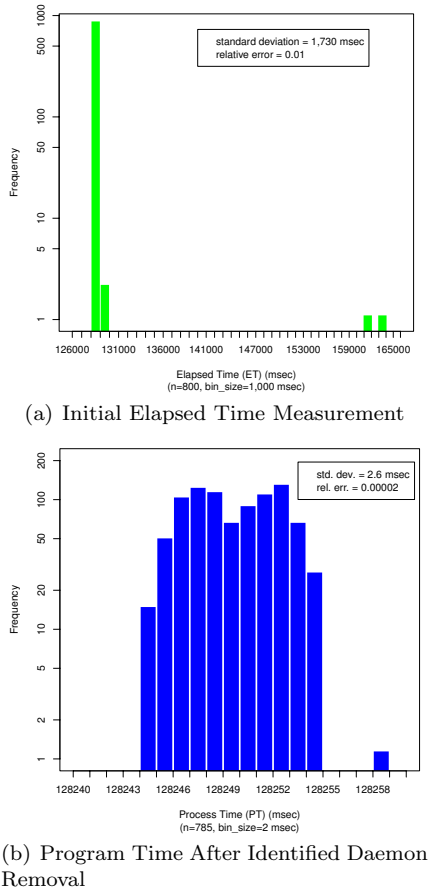 standard deviation = 1,730 msec
relative error = 0.01
1000
500
100
50
10
5
1
Frequency
126000 131000 136000 141000 147000 153000 159000 165000
Elapsed Time (ET) (msec)
(n=800, bin_size=1,000 msec)
(a) Initial Elapsed Time Measurement
std. dev. = 2.6 msec
rel. err. = 0.00002
200
100
50
20
10
5
2
1
Frequency
128240 128243 128246 128249 128252 128255 128258
Process Time (PT) (msec)
(n=785, bin_size=2 msec)
(b) Program Time After Identified Daemon
Removal